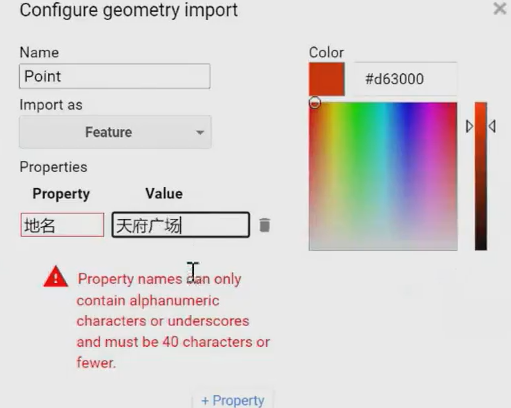 Configure geometry import
Name
Color
Point
#d63000
Import as
Feature
Properties
Property Value
地名 天府广场
Property names can only
contain alphanumeric
characters or underscores
and must be 40 characters or
fewer.
+ Property